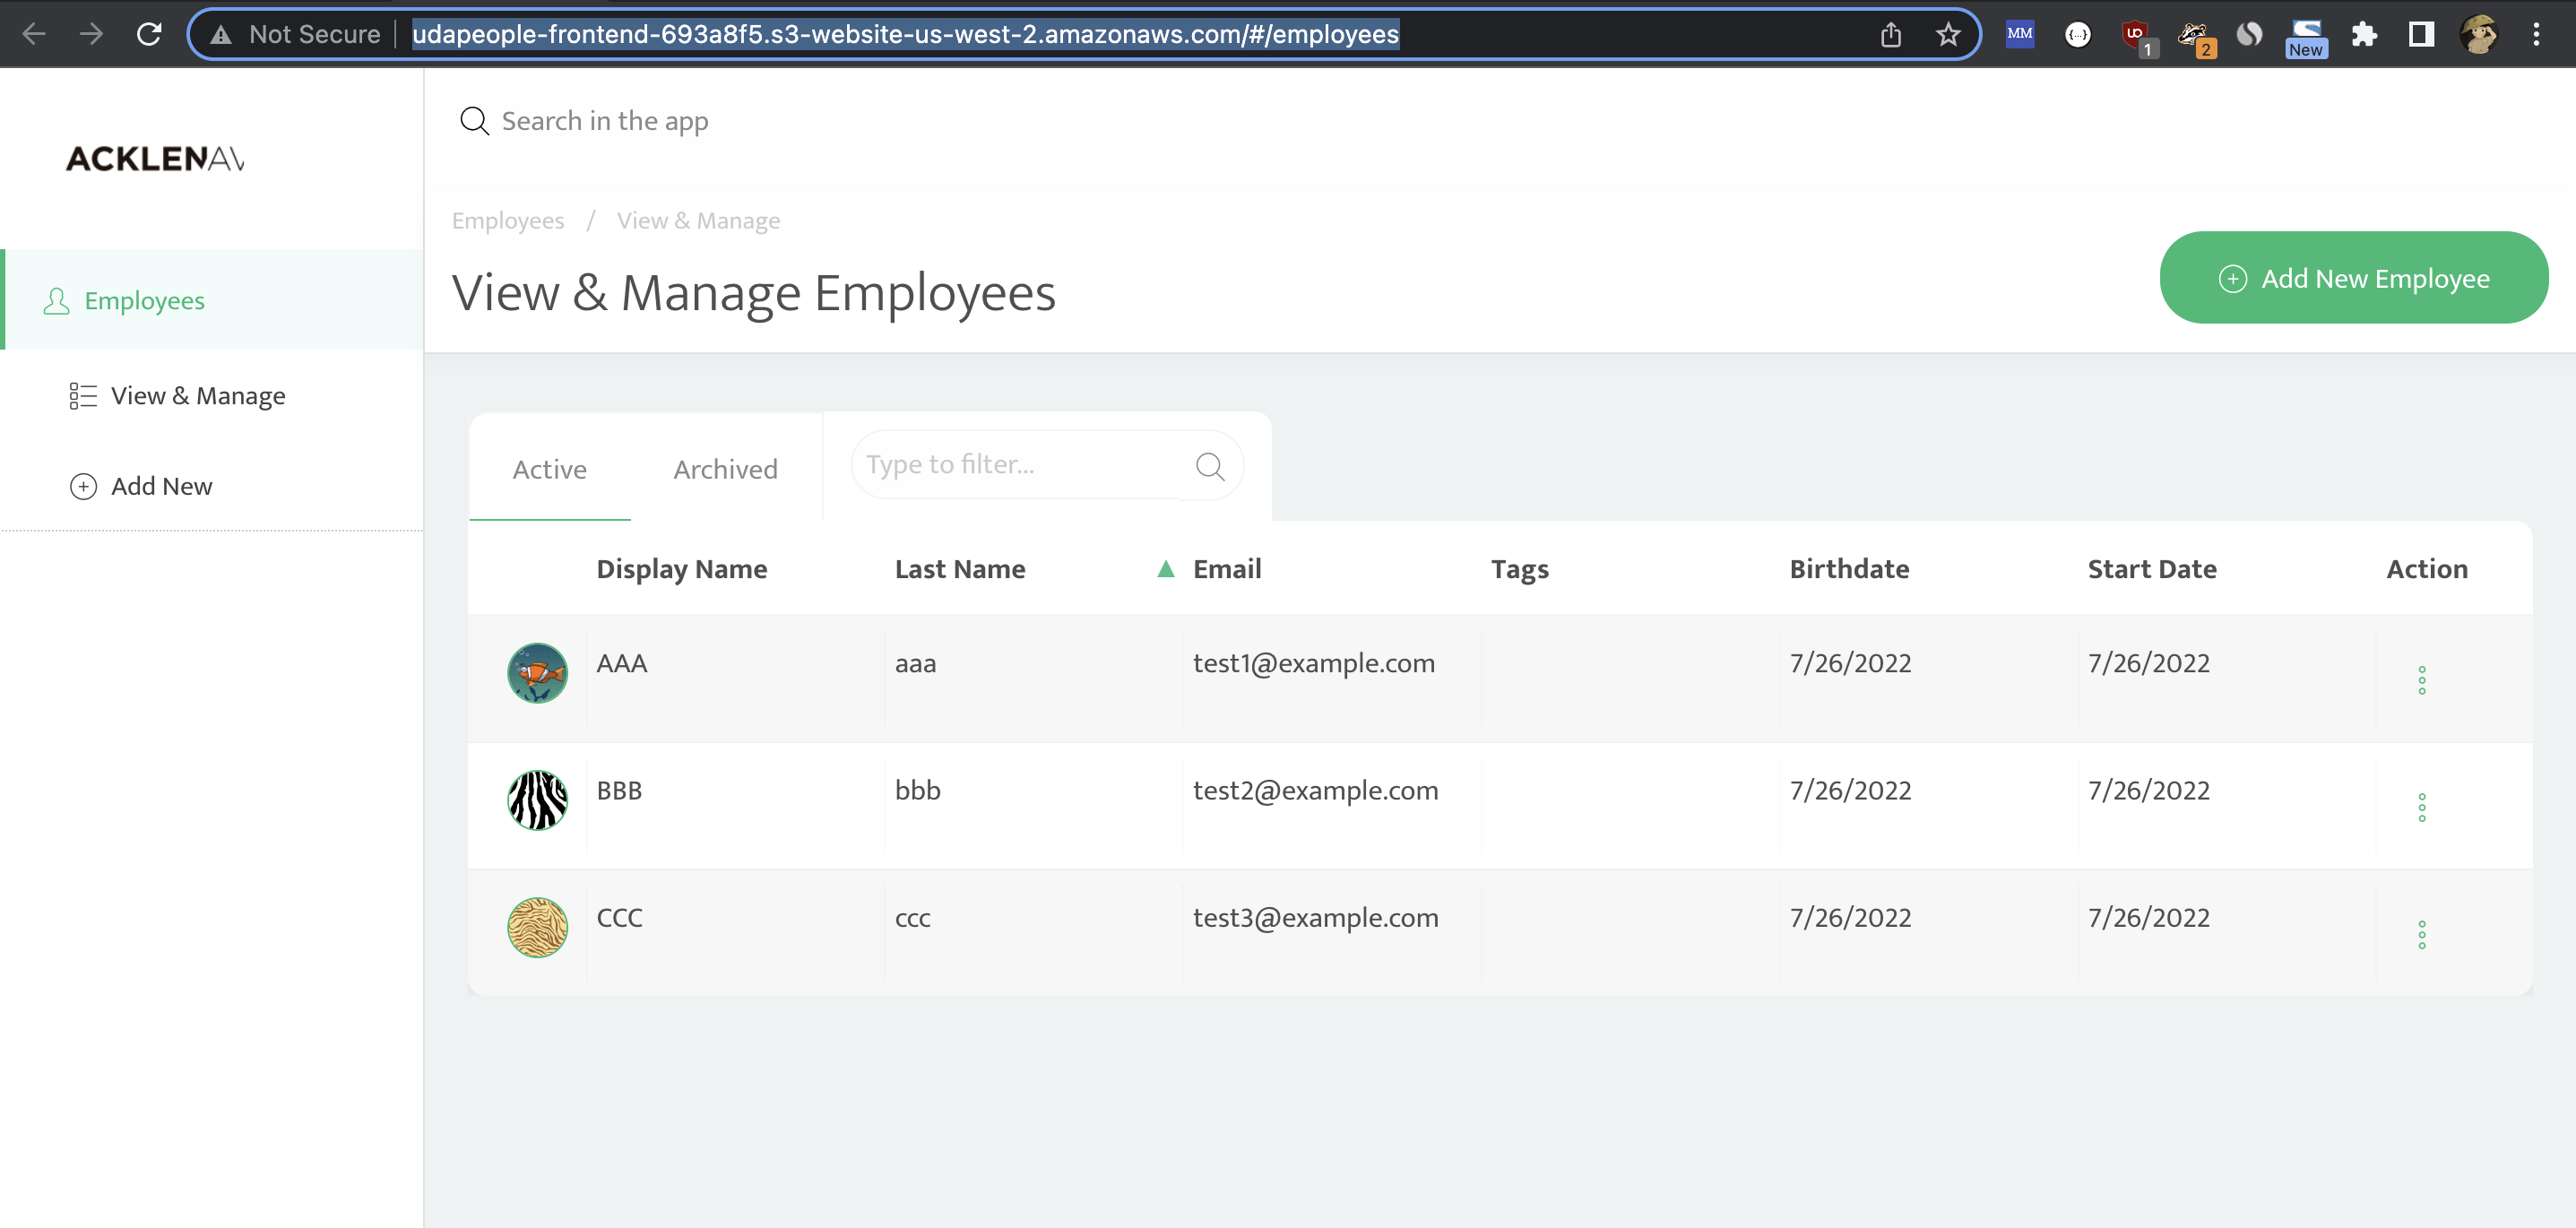 Not Secure udapeople-frontend-693a8f5.s3-website-us-west-2.amazonaws.com/#/employees MM {...} UO 1 2 New
ACKLENAV
Search in the app
Employees / View & Manage
View & Manage Employees
Add New Employee
Employees
View & Manage
Add New
Active Archived Type to filter...
Display Name Last Name Email Tags Birthdate Start Date Action
AAA aaa test1@example.com 7/26/2022 7/26/2022
BBB bbb test2@example.com 7/26/2022 7/26/2022
CCC ccc test3@example.com 7/26/2022 7/26/2022